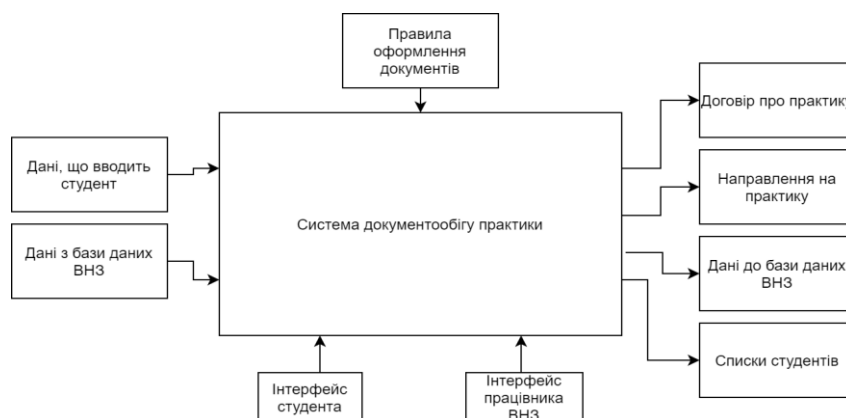 Правила
оформлення
документів
Договір про практику
Дані, що вводить
студент
Направлення на
практику
Система документообігу практики
Дані з бази даних
ВНЗ
Дані до бази даних
ВНЗ
Списки студентів
Інтерфейс
студента
Інтерфейс
працівника
ВНЗ